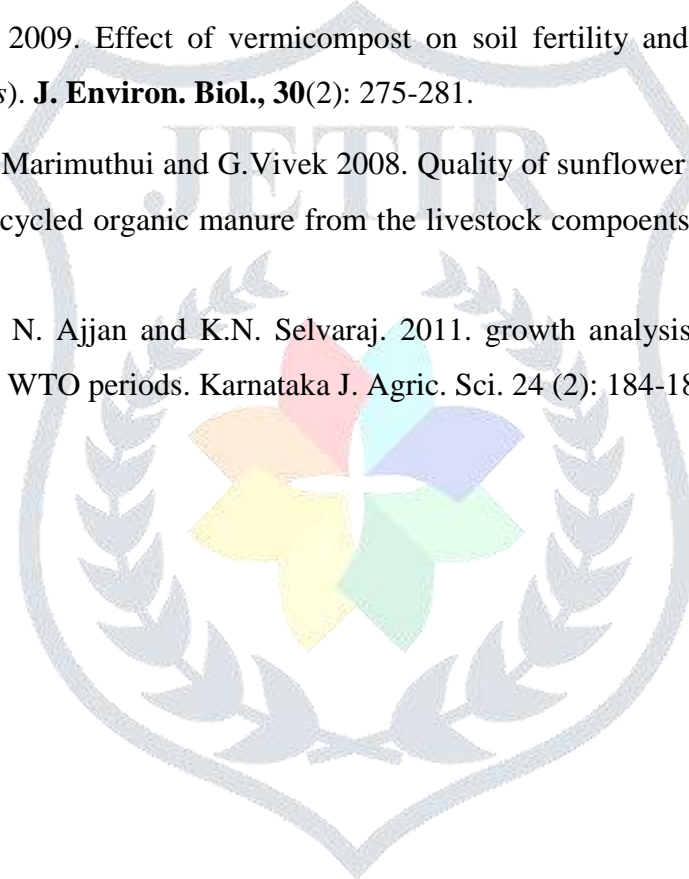 2009. Effect of vermicompost on soil fertility and
s). J. Environ. Biol., 30(2): 275-281.
Marimuthui and G.Vivek 2008. Quality of sunflower
cycled organic manure from the livestock compoents
N. Ajjan and K.N. Selvaraj. 2011. growth analysis
WTO periods. Karnataka J. Agric. Sci. 24 (2): 184-18
JETIR